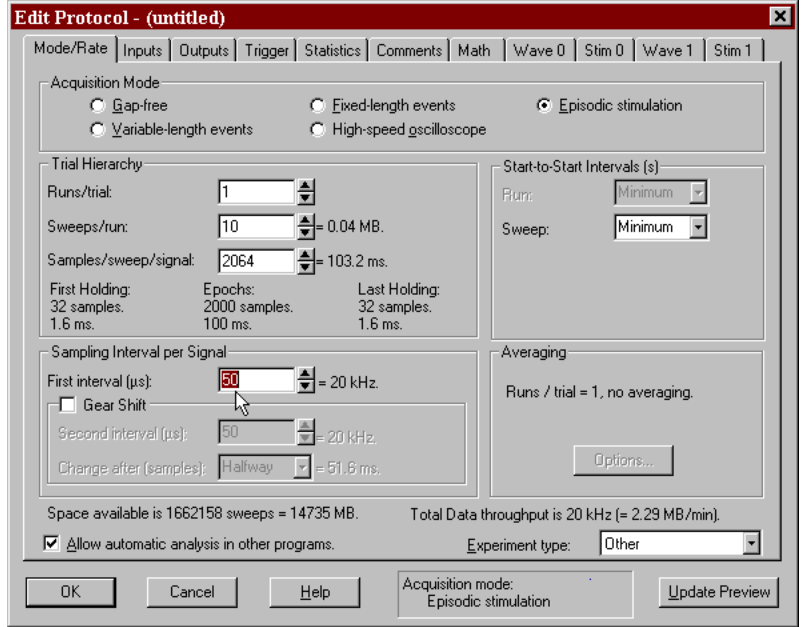 Edit Protocol - (untitled)
Mode/Rate Inputs Outputs Trigger Statistics Comments Math Wave 0 Stim 0 Wave 1 Stim 1
Acquisition Mode
Gap-free Fixed-length events Episodic stimulation
Variable-length events High-speed oscilloscope
Trial Hierarchy
Runs/trial: 1
Sweeps/run: 10 = 0.04 MB.
Samples/sweep/signal: 2064 = 103.2 ms.
First Holding: Epochs: Last Holding:
32 samples. 2000 samples. 32 samples.
1.6 ms. 100 ms. 1.6 ms.
Start-to-Start Intervals (s)
Run: Minimum
Sweep: Minimum
Sampling Interval per Signal
First interval (µs): 50 = 20 kHz.
Gear Shift
Second interval (µs): 50 = 20 kHz.
Change after (samples): Halfway = 51.6 ms.
Averaging
Runs / trial = 1, no averaging.
Options...
Space available is 1662158 sweeps = 14735 MB. Total Data throughput is 20 kHz (= 2.29 MB/min).
Allow automatic analysis in other programs. Experiment type: Other
OK Cancel Help
Acquisition mode:
Episodic stimulation
Update Preview